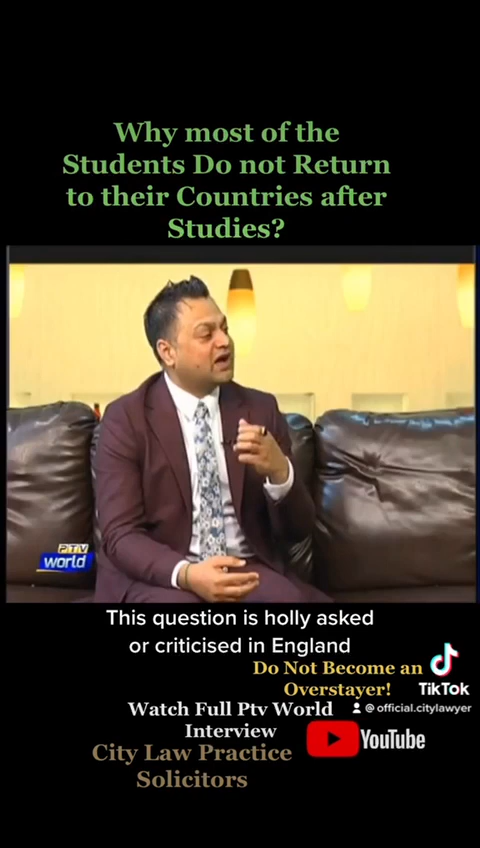 Why most of the
Students Do not Return
to their Countries after
Studies?
PTV
world
This question is holly asked
or criticised in England
Do Not Become an
Overstayer!
TikTok
@official.citylawyer
Watch Full Ptv World
Interview
YouTube
City Law Practice
Solicitors